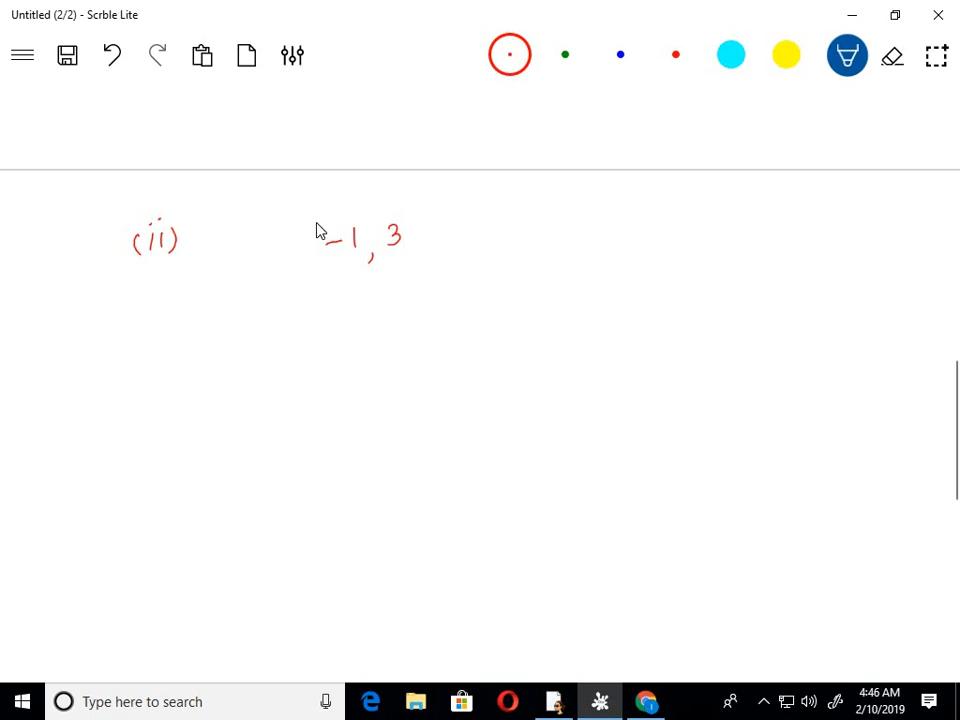 Untitled (2/2) - Scrble Lite
(ii) -1, 3
Type here to search
4:46 AM
2/10/2019